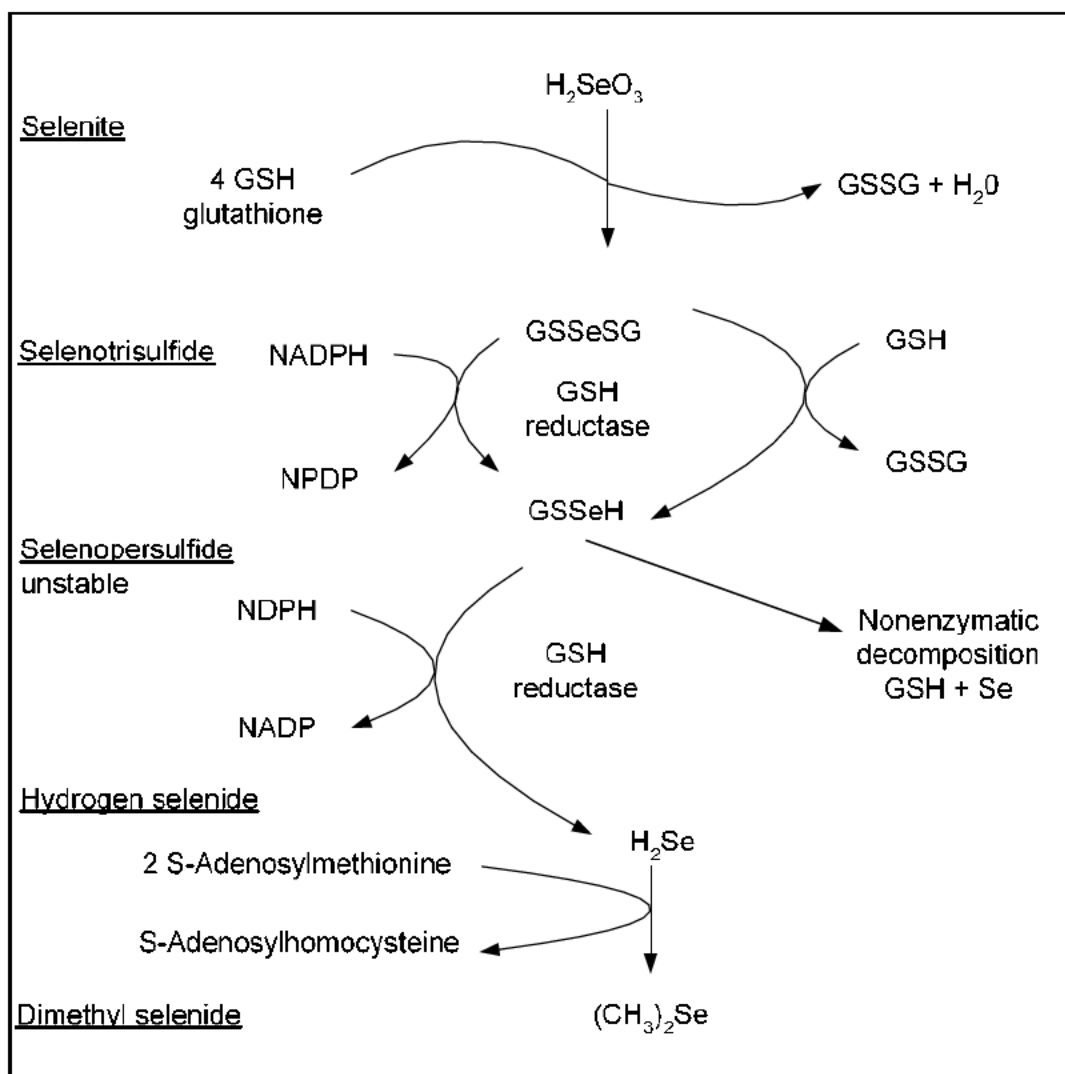 H₂SeO₃
Selenite
4 GSH
glutathione
GSSG + H₂0
Selenotrisulfide
NADPH
GSSeSG
GSH
GSH
reductase
NPDP
GSSG
GSSeH
Selenopersulfide
unstable
NDPH
Nonenzymatic
decomposition
GSH + Se
GSH
reductase
NADP
Hydrogen selenide
H₂Se
2 S-Adenosylmethionine
S-Adenosylhomocysteine
Dimethyl selenide
(CH₃)₂Se